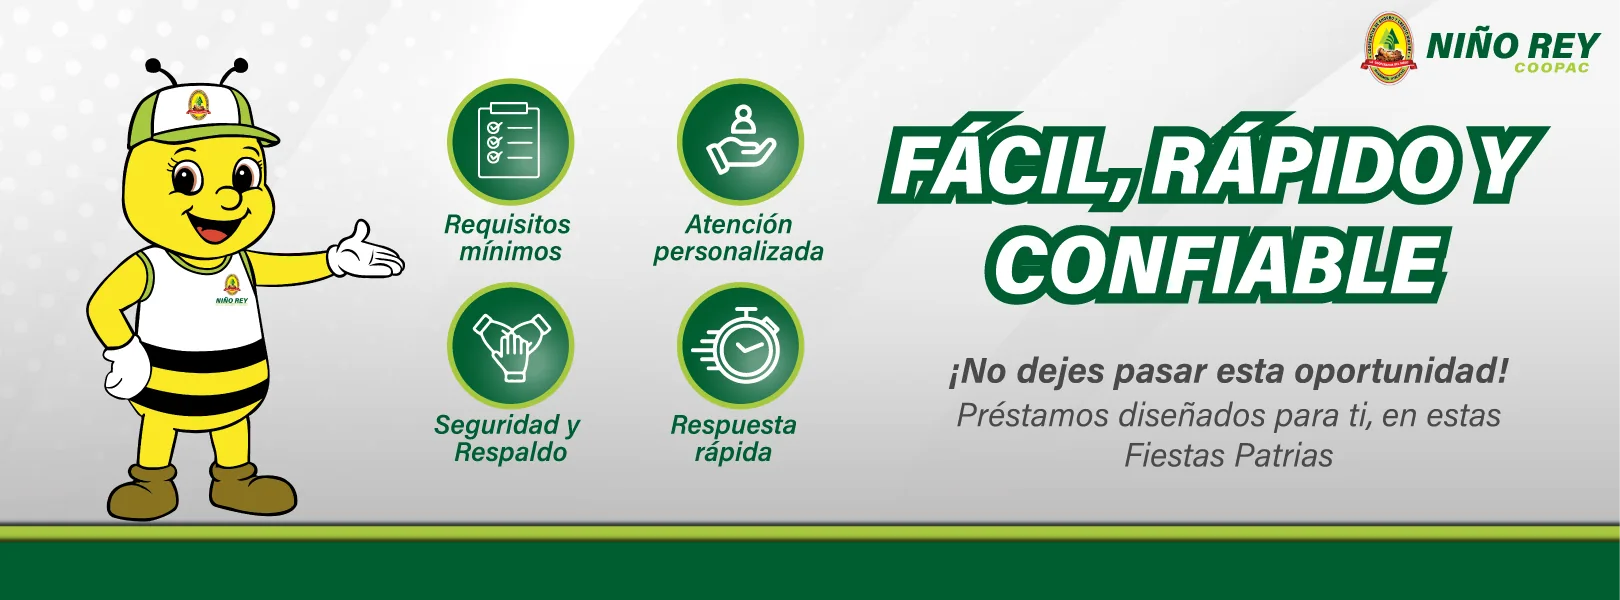 NIÑO REY
COOPAC
FÁCIL, RÁPIDO Y
CONFIABLE
¡No dejes pasar esta oportunidad!
Préstamos diseñados para ti, en estas
Fiestas Patrias
Requisitos
mínimos
Atención
personalizada
Seguridad y
Respaldo
Respuesta
rápida
NIÑO REY